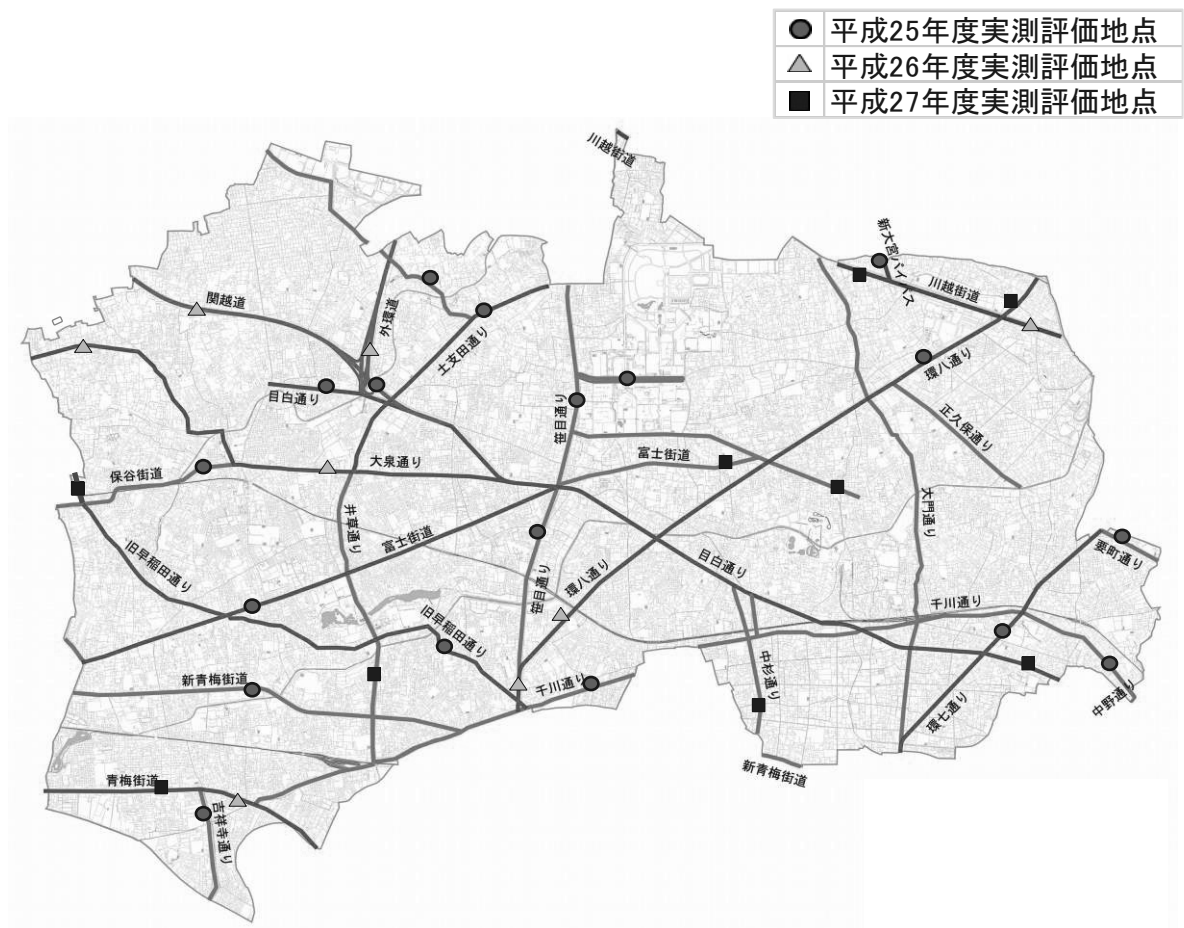 平成25年度実測評価地点
平成26年度実測評価地点
平成27年度実測評価地点
川越街道
新大宮バイパス
関越道
外環道
川越街道
土支田通り
環八通り
目白通り
笹目通り
正久保通り
富士街道
大泉通り
保谷街道
井草通り
大門通り
富士街道
旧早稲田通り
要町通り
目白通り
笹目通り
環八通り
千川通り
旧早稲田通り
中杉通り
新青梅街道
千川通り
中野通り
環七通り
新青梅街道
青梅街道
吉祥寺通り